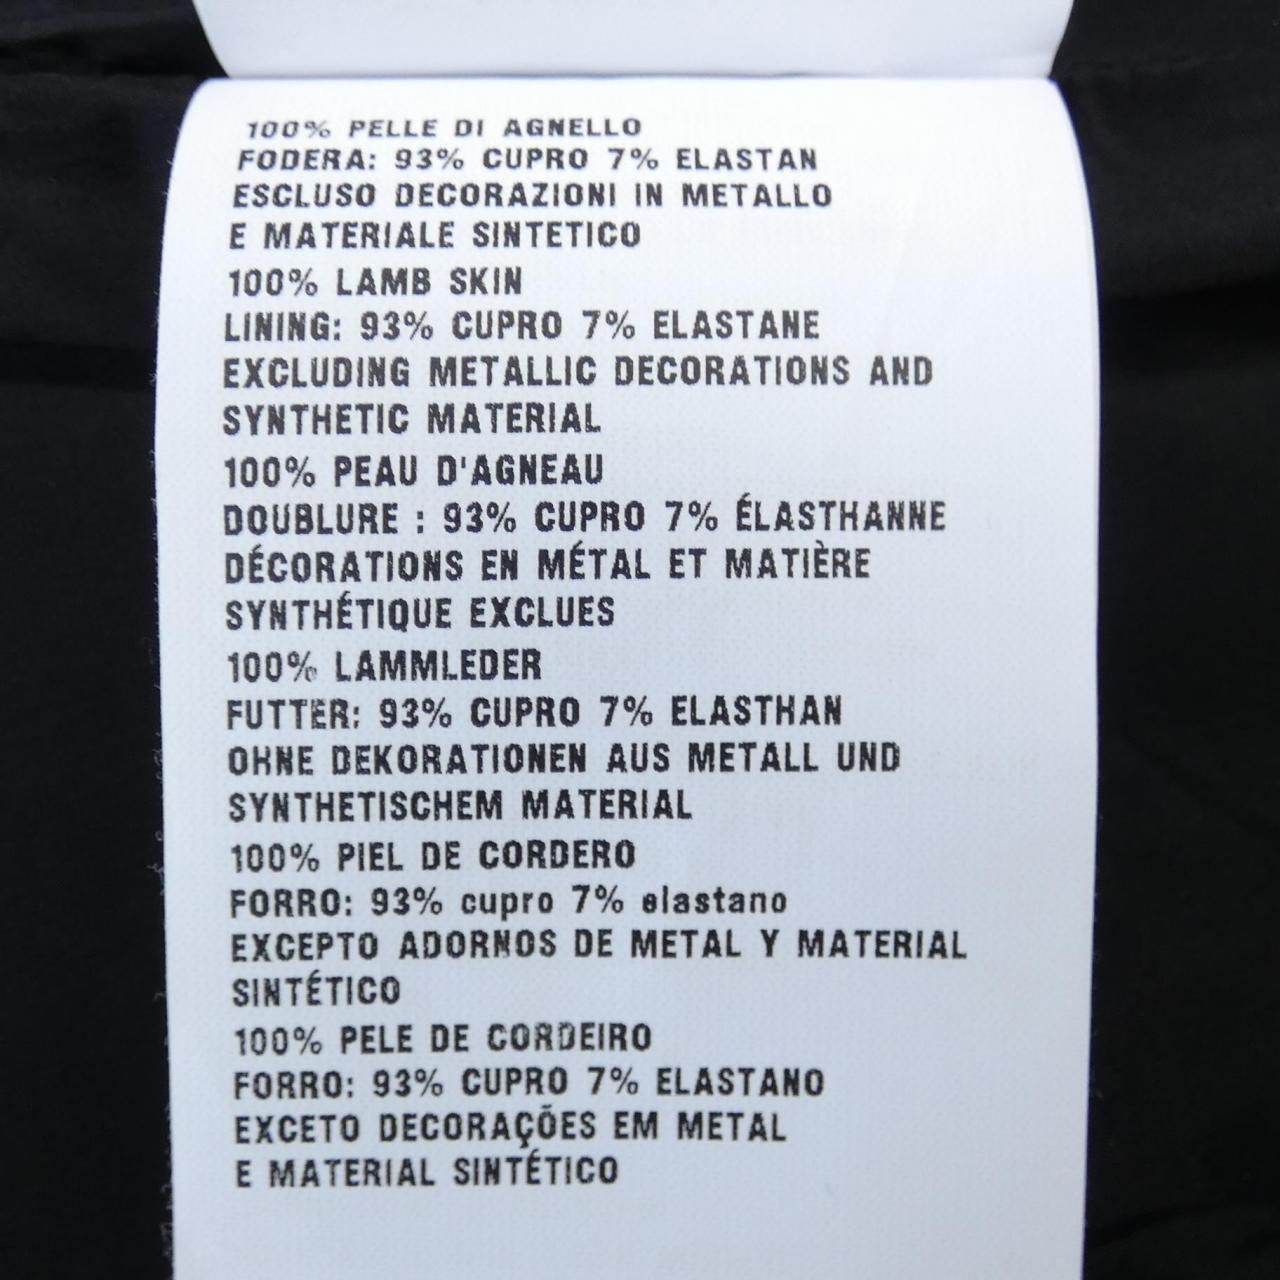 100% PELLE DI AGNELLO
FODERA: 93% CUPRO 7% ELASTAN
ESCLUSO DECORAZIONI IN METALLO
E MATERIALE SINTETICO
100% LAMB SKIN
LINING: 93% CUPRO 7% ELASTANE
EXCLUDING METALLIC DECORATIONS AND
SYNTHETIC MATERIAL
100% PEAU D'AGNEAU
DOUBLURE : 93% CUPRO 7% ÉLASTHANNE
DÉCORATIONS EN MÉTAL ET MATIÈRE
SYNTHÉTIQUE EXCLUES
100% LAMMLEDER
FUTTER: 93% CUPRO 7% ELASTHAN
OHNE DEKORATIONEN AUS METALL UND
SYNTHETISCHEM MATERIAL
100% PIEL DE CORDERO
FORRO: 93% cupro 7% elastano
EXCEPTO ADORNOS DE METAL Y MATERIAL
SINTÉTICO
100% PELE DE CORDEIRO
FORRO: 93% CUPRO 7% ELASTANO
EXCETO DECORAÇÕES EM METAL
E MATERIAL SINTÉTICO